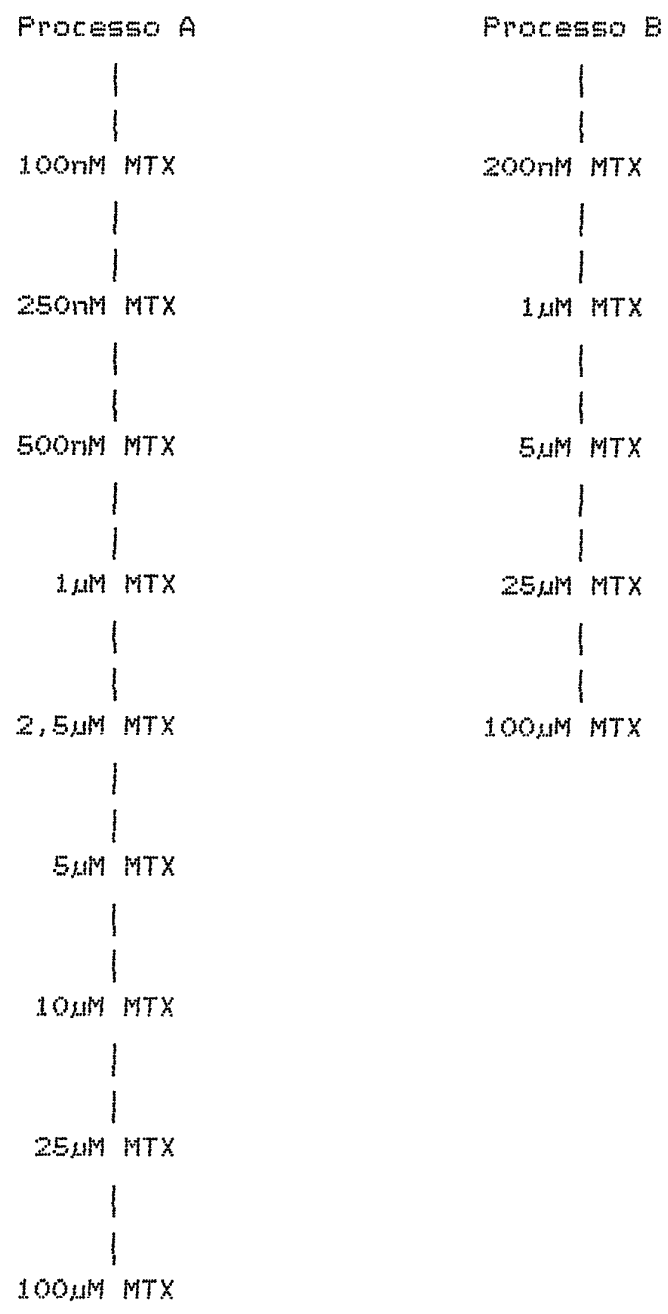 Processo A Processo B
100nM MTX 200nM MTX
250nM MTX 1µM MTX
500nM MTX 5µM MTX
1µM MTX 25µM MTX
2,5µM MTX 100µM MTX
5µM MTX
10µM MTX
25µM MTX
100µM MTX